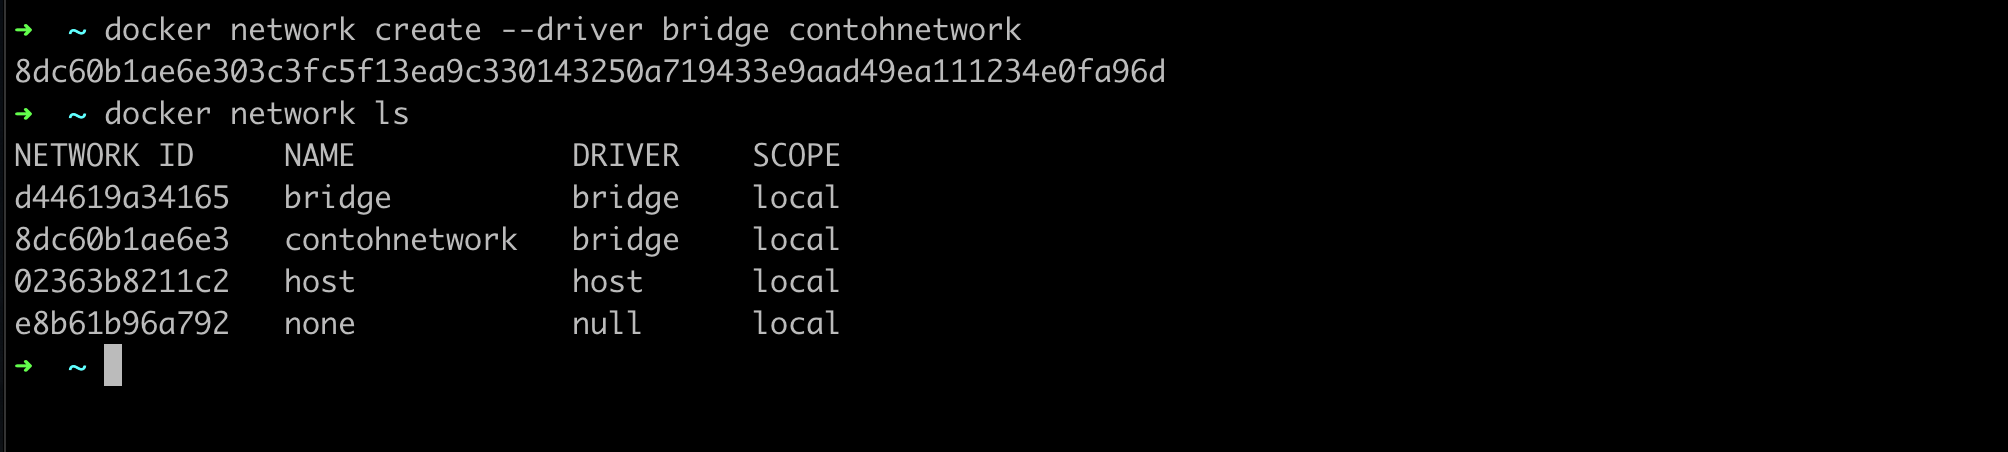 ➜  ~ docker network create --driver bridge contohnetwork
8dc60b1ae6e303c3fc5f13ea9c330143250a719433e9aad49ea111234e0fa96d
➜  ~ docker network ls
NETWORK ID     NAME            DRIVER    SCOPE
d44619a34165   bridge          bridge    local
8dc60b1ae6e3   contohnetwork   bridge    local
02363b8211c2   host            host      local
e8b61b96a792   none            null      local
➜  ~